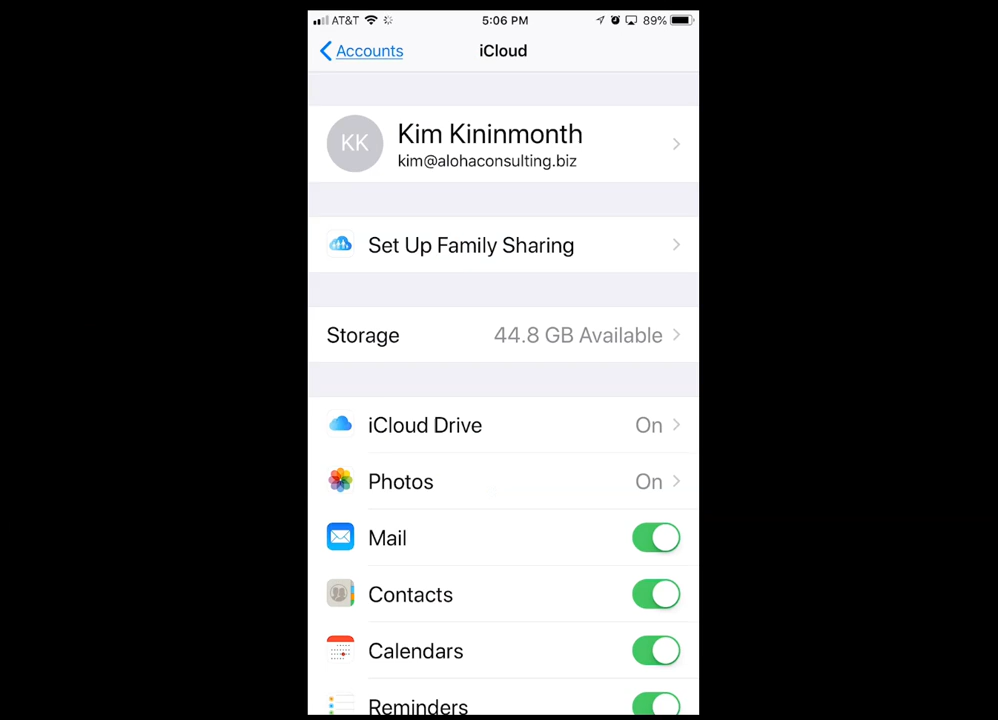 AT&T 5:06 PM 89%
Accounts iCloud
KK
Kim Kininmonth
kim@alohaconsulting.biz
Set Up Family Sharing
Storage 44.8 GB Available
iCloud Drive On
Photos On
Mail
Contacts
Calendars
Reminders